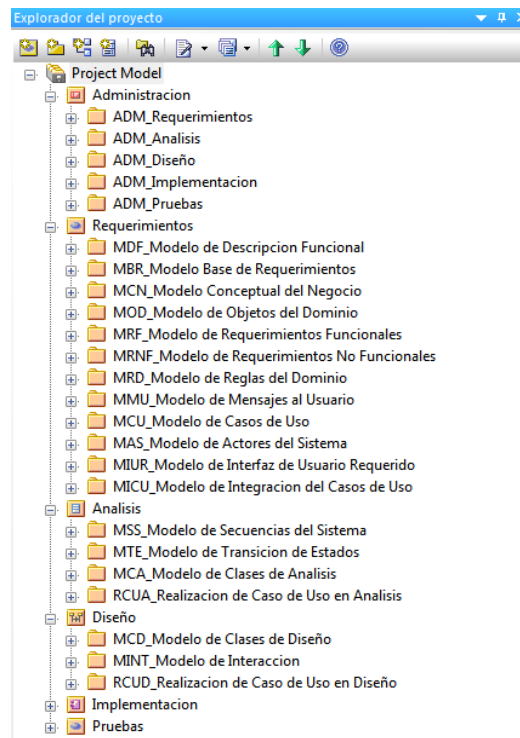 Explorador del proyecto
Project Model
Administracion
ADM_Requerimientos
ADM_Analisis
ADM_Diseño
ADM_Implementacion
ADM_Pruebas
Requerimientos
MDF_Modelo de Descripcion Funcional
MBR_Modelo Base de Requerimientos
MCN_Modelo Conceptual del Negocio
MOD_Modelo de Objetos del Dominio
MRF_Modelo de Requerimientos Funcionales
MRNF_Modelo de Requerimientos No Funcionales
MRD_Modelo de Reglas del Dominio
MMU_Modelo de Mensajes al Usuario
MCU_Modelo de Casos de Uso
MAS_Modelo de Actores del Sistema
MIUR_Modelo de Interfaz de Usuario Requerido
MICU_Modelo de Integracion del Casos de Uso
Analisis
MSS_Modelo de Secuencias del Sistema
MTE_Modelo de Transicion de Estados
MCA_Modelo de Clases de Analisis
RCUA_Realizacion de Caso de Uso en Analisis
Diseño
MCD_Modelo de Clases de Diseño
MINT_Modelo de Interaccion
RCUD_Realizacion de Caso de Uso en Diseño
Implementacion
Pruebas